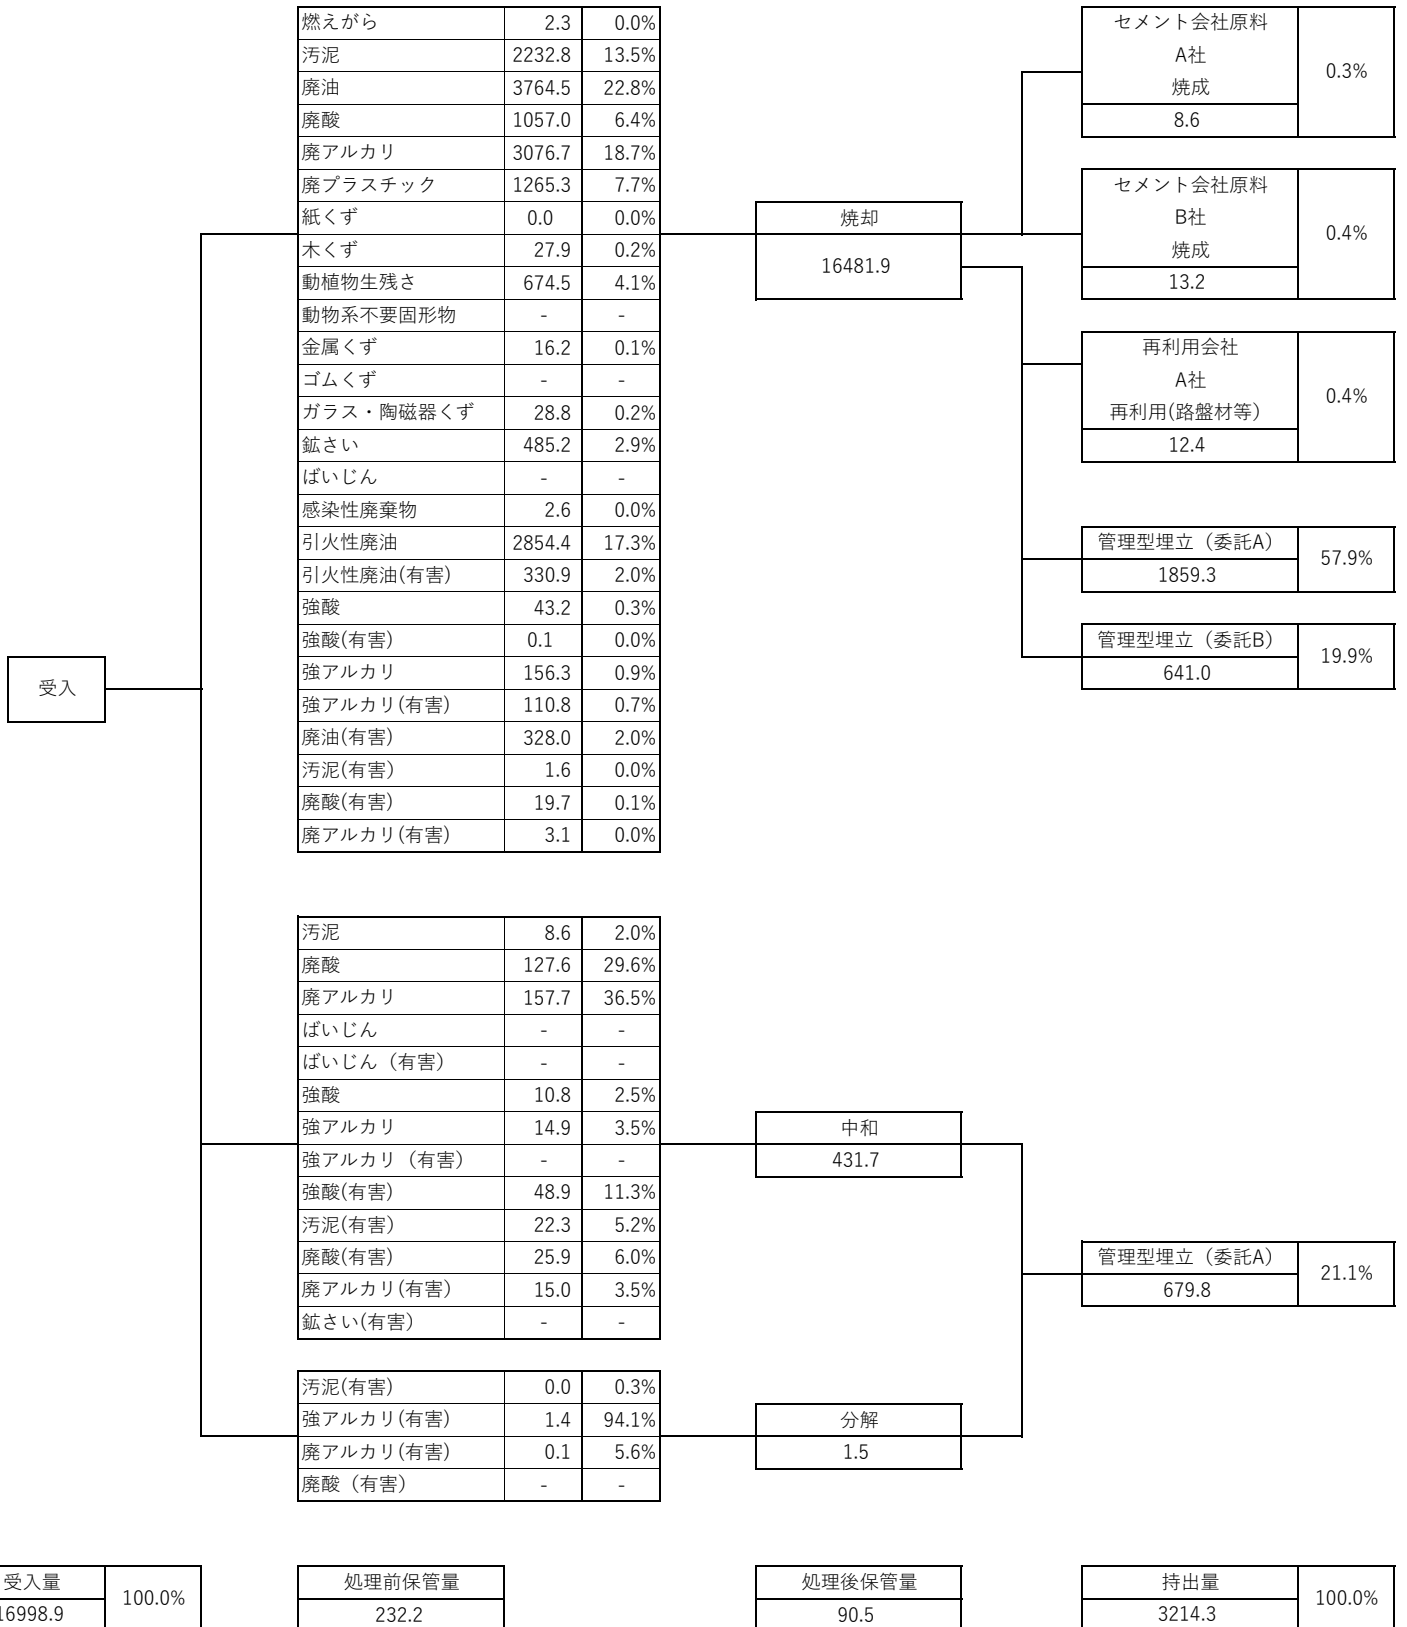 燃えがら 2.3 0.0%
汚泥 2232.8 13.5%
廃油 3764.5 22.8%
廃酸 1057.0 6.4%
廃アルカリ 3076.7 18.7%
廃プラスチック 1265.3 7.7%
紙くず 0.0 0.0%
木くず 27.9 0.2%
動植物生残さ 674.5 4.1%
動物系不要固形物 - -
金属くず 16.2 0.1%
ゴムくず - -
ガラス・陶磁器くず 28.8 0.2%
鉱さい 485.2 2.9%
ばいじん - -
感染性廃棄物 2.6 0.0%
引火性廃油 2854.4 17.3%
引火性廃油(有害) 330.9 2.0%
強酸 43.2 0.3%
強酸(有害) 0.1 0.0%
強アルカリ 156.3 0.9%
強アルカリ(有害) 110.8 0.7%
廃油(有害) 328.0 2.0%
汚泥(有害) 1.6 0.0%
廃酸(有害) 19.7 0.1%
廃アルカリ(有害) 3.1 0.0%
焼却
16481.9
セメント会社原料
A社
焼成
8.6
0.3%
セメント会社原料
B社
焼成
13.2
0.4%
再利用会社
A社
再利用(路盤材等)
12.4
0.4%
管理型埋立（委託A）
1859.3
57.9%
管理型埋立（委託B）
641.0
19.9%
受入
汚泥 8.6 2.0%
廃酸 127.6 29.6%
廃アルカリ 157.7 36.5%
ばいじん - -
ばいじん（有害） - -
強酸 10.8 2.5%
強アルカリ 14.9 3.5%
強アルカリ（有害） - -
強酸(有害) 48.9 11.3%
汚泥(有害) 22.3 5.2%
廃酸(有害) 25.9 6.0%
廃アルカリ(有害) 15.0 3.5%
鉱さい(有害) - -
中和
431.7
管理型埋立（委託A）
679.8
21.1%
汚泥(有害) 0.0 0.3%
強アルカリ(有害) 1.4 94.1%
廃アルカリ(有害) 0.1 5.6%
廃酸（有害） - -
分解
1.5
受入量
16998.9
100.0%
処理前保管量
232.2
処理後保管量
90.5
持出量
3214.3
100.0%